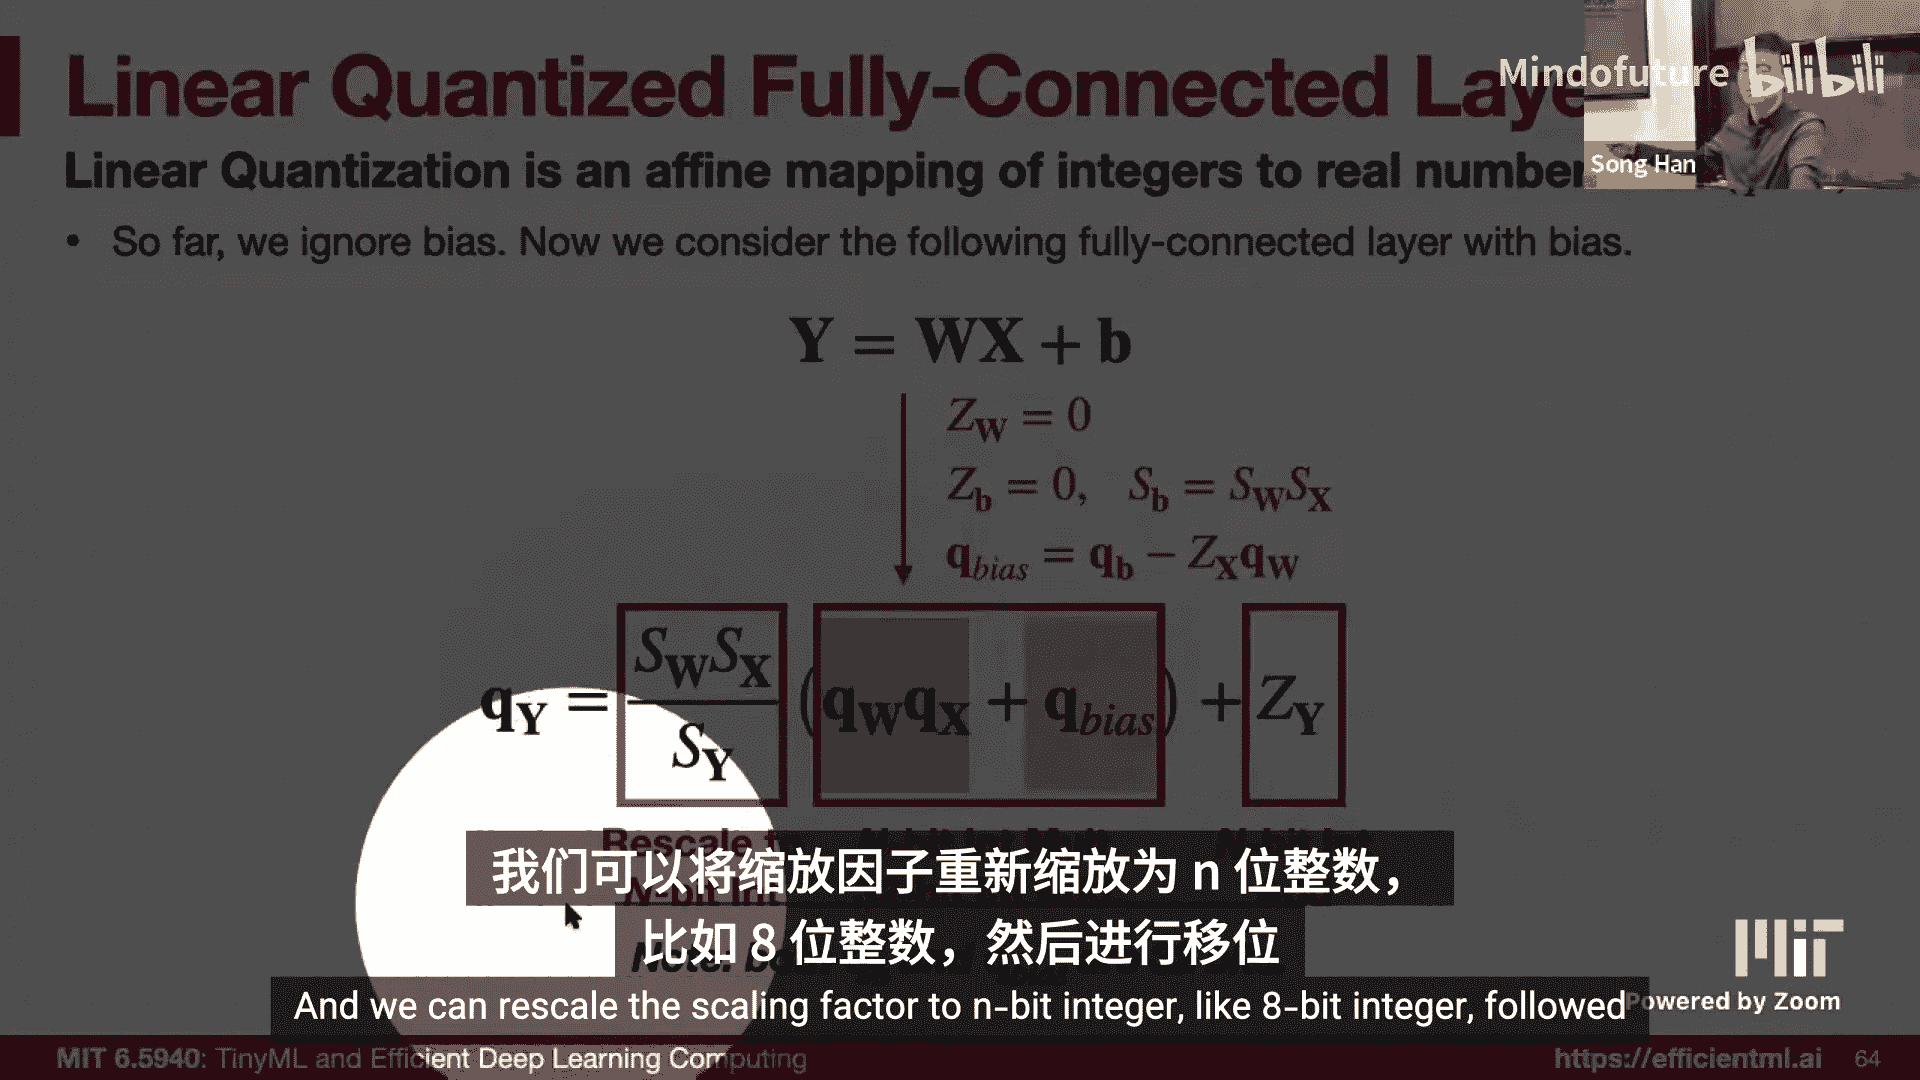 Linear Quantized Fully-Connected Laye
Mindofuture bilibili
Linear Quantization is an affine mapping of integers to real number
Song Han
• So far, we ignore bias. Now we consider the following fully-connected layer with bias.
Y = WX + b
Z_W = 0
Z_b = 0, S_b = S_W S_X
q_bias = q_b − Z_X q_W
q_Y = S_W S_X / S_Y (q_W q_X + q_bias) + Z_Y
Rescale
我们可以将缩放因子重新缩放为 n 位整数，
比如 8 位整数，然后进行移位
And we can rescale the scaling factor to n-bit integer, like 8-bit integer, followed
MIT
Powered by Zoom
MIT 6.5940: TinyML and Efficient Deep Learning Computing
https://efficientml.ai 64